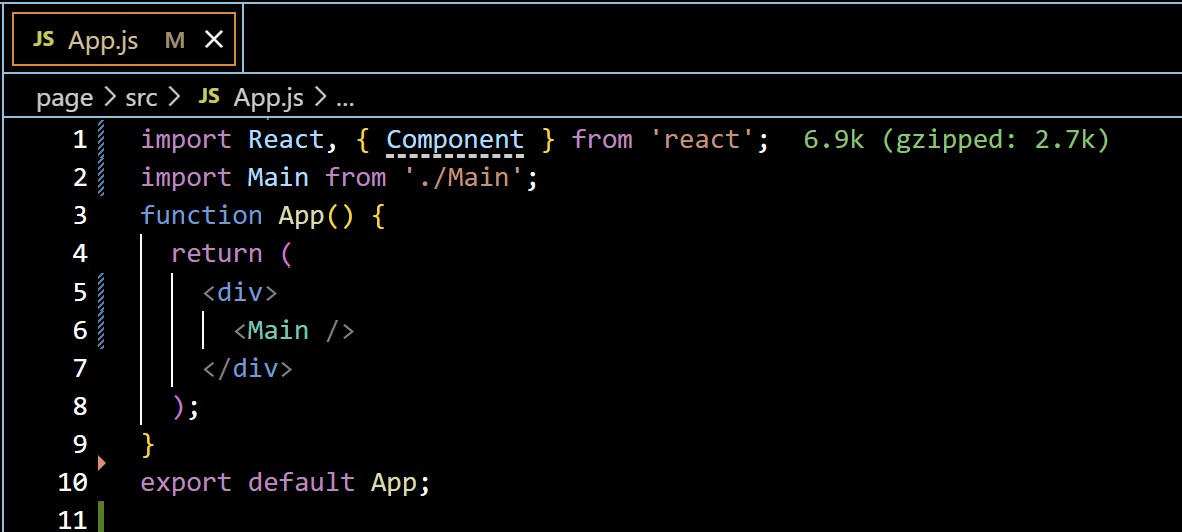 JS App.js M
page > src > JS App.js > ...
1 import React, { Component } from 'react'; 6.9k (gzipped: 2.7k)
2 import Main from './Main';
3 function App() {
4   return (
5     <div>
6       <Main />
7     </div>
8   );
9 }
10 export default App;
11